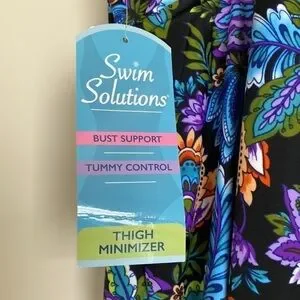 Swim
Solutions
BUST SUPPORT
TUMMY CONTROL
THIGH
MINIMIZER